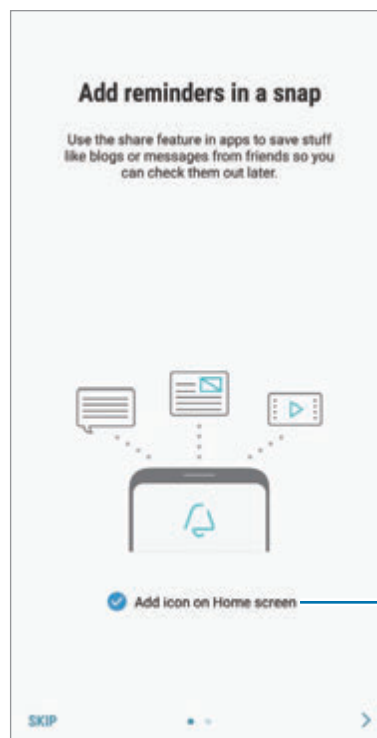 Add reminders in a snap
Use the share feature in apps to save stuff
like blogs or messages from friends so you
can check them out later.
Add icon on Home screen
SKIP